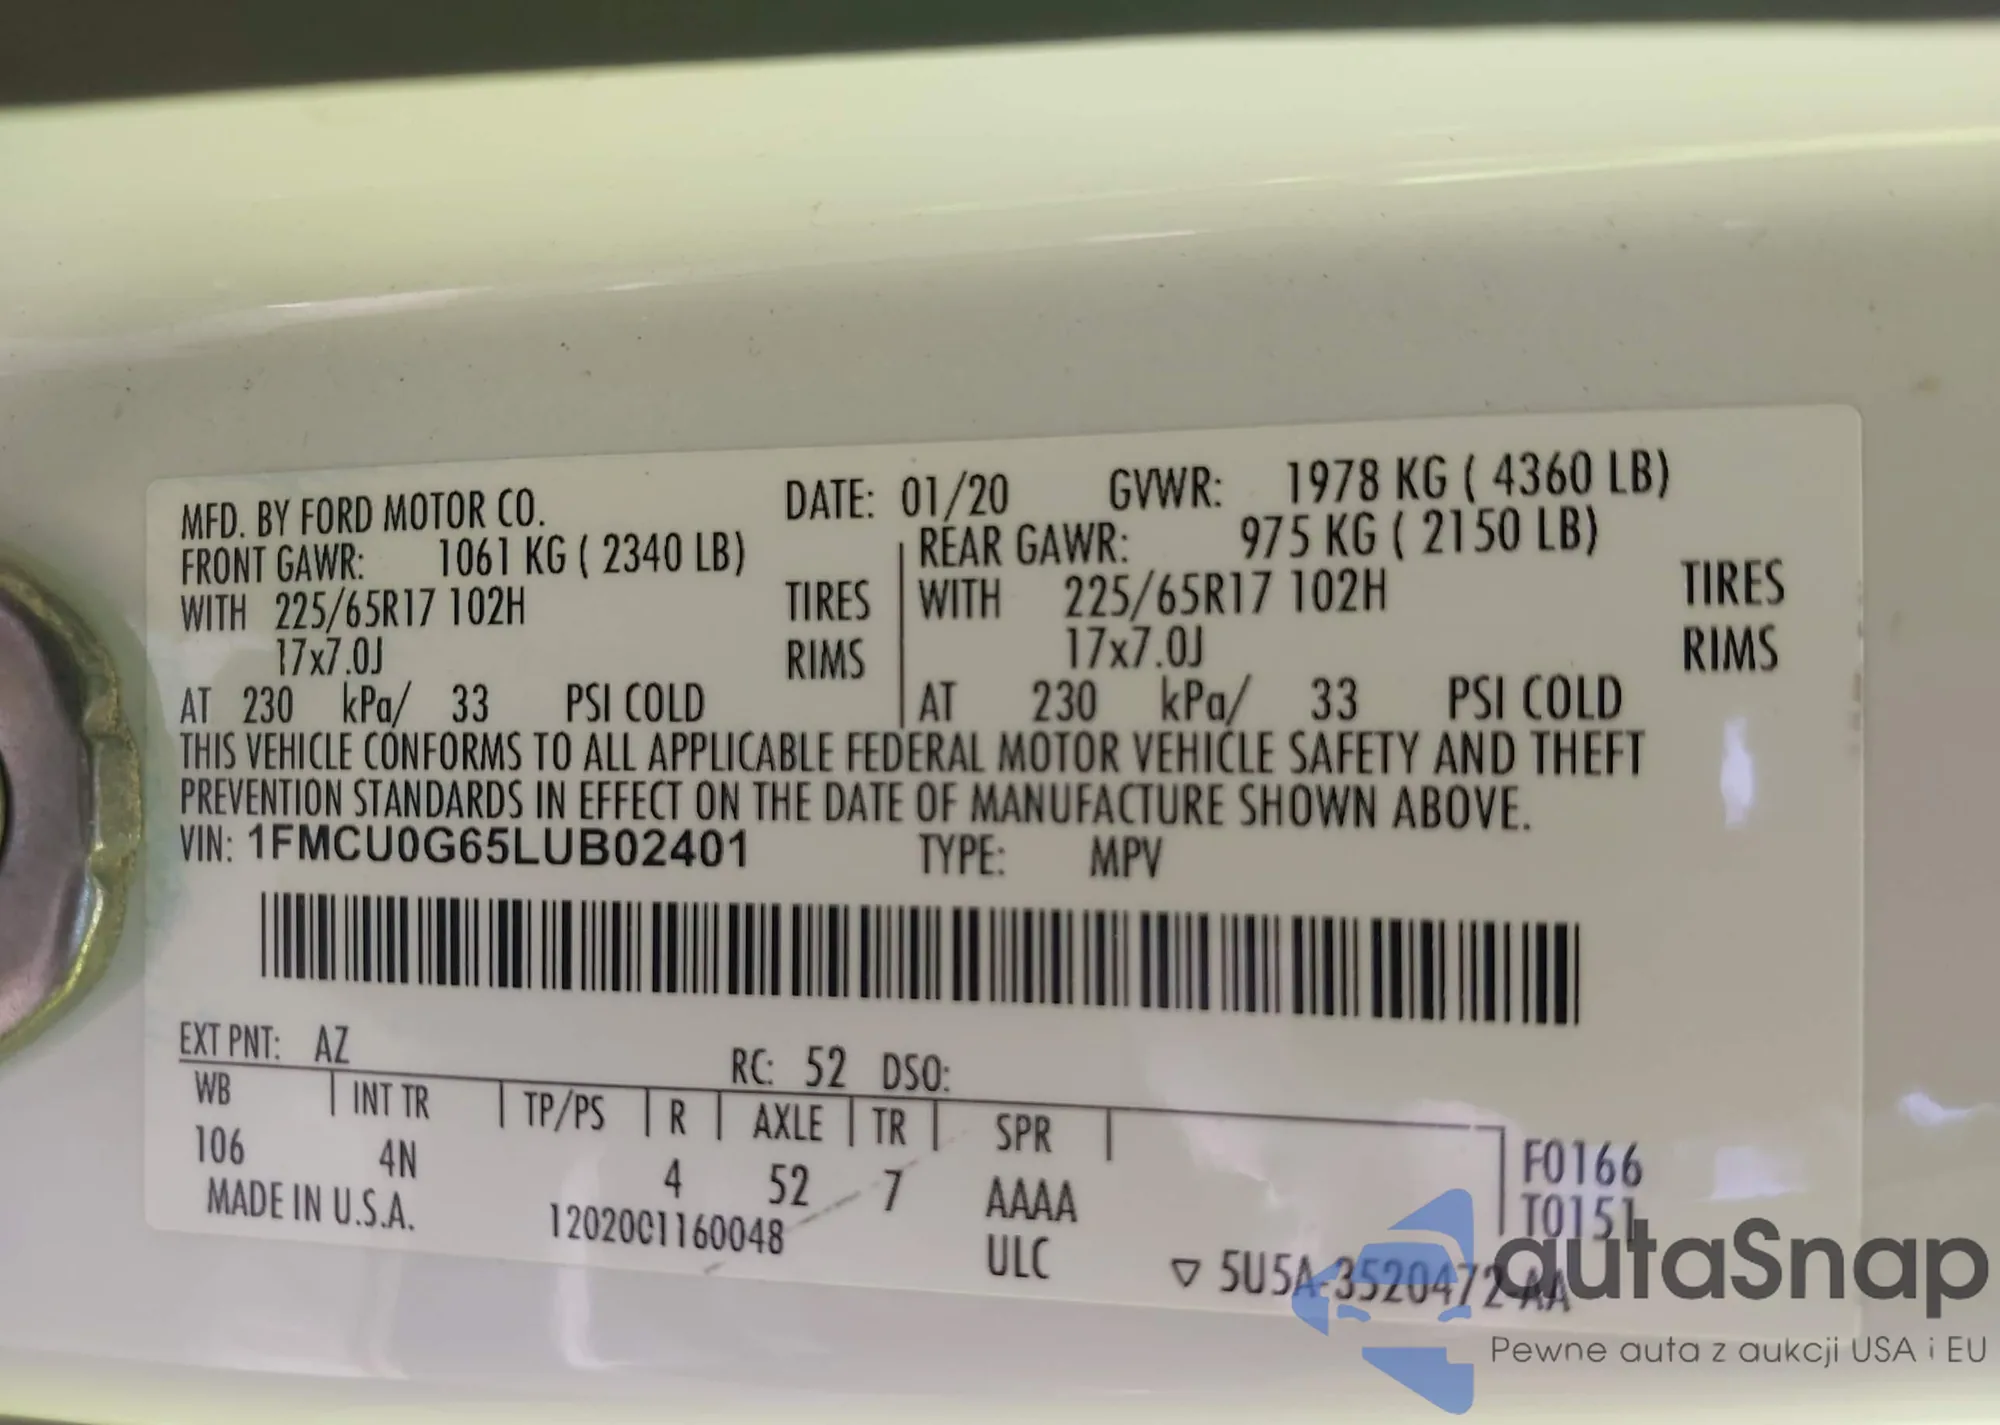 MFD. BY FORD MOTOR CO. DATE: 01/20 GVWR: 1978 KG ( 4360 LB)
FRONT GAWR: 1061 KG ( 2340 LB) REAR GAWR: 975 KG ( 2150 LB)
WITH 225/65R17 102H TIRES WITH 225/65R17 102H TIRES
17x7.0J RIMS 17x7.0J RIMS
AT 230 kPa/ 33 PSI COLD AT 230 kPa/ 33 PSI COLD
THIS VEHICLE CONFORMS TO ALL APPLICABLE FEDERAL MOTOR VEHICLE SAFETY AND THEFT
PREVENTION STANDARDS IN EFFECT ON THE DATE OF MANUFACTURE SHOWN ABOVE.
VIN: 1FMCU0G65LUB02401 TYPE: MPV
EXT PNT: AZ RC: 52 DSO:
WB INT TR TP/PS R AXLE TR SPR
106 4N 4 52 7 AAAA F0166
MADE IN U.S.A. 1202001160048 ULC T0151
▽ 5U5A-3520472-AA
autaSnap
Pewne auta z aukcji USA i EU